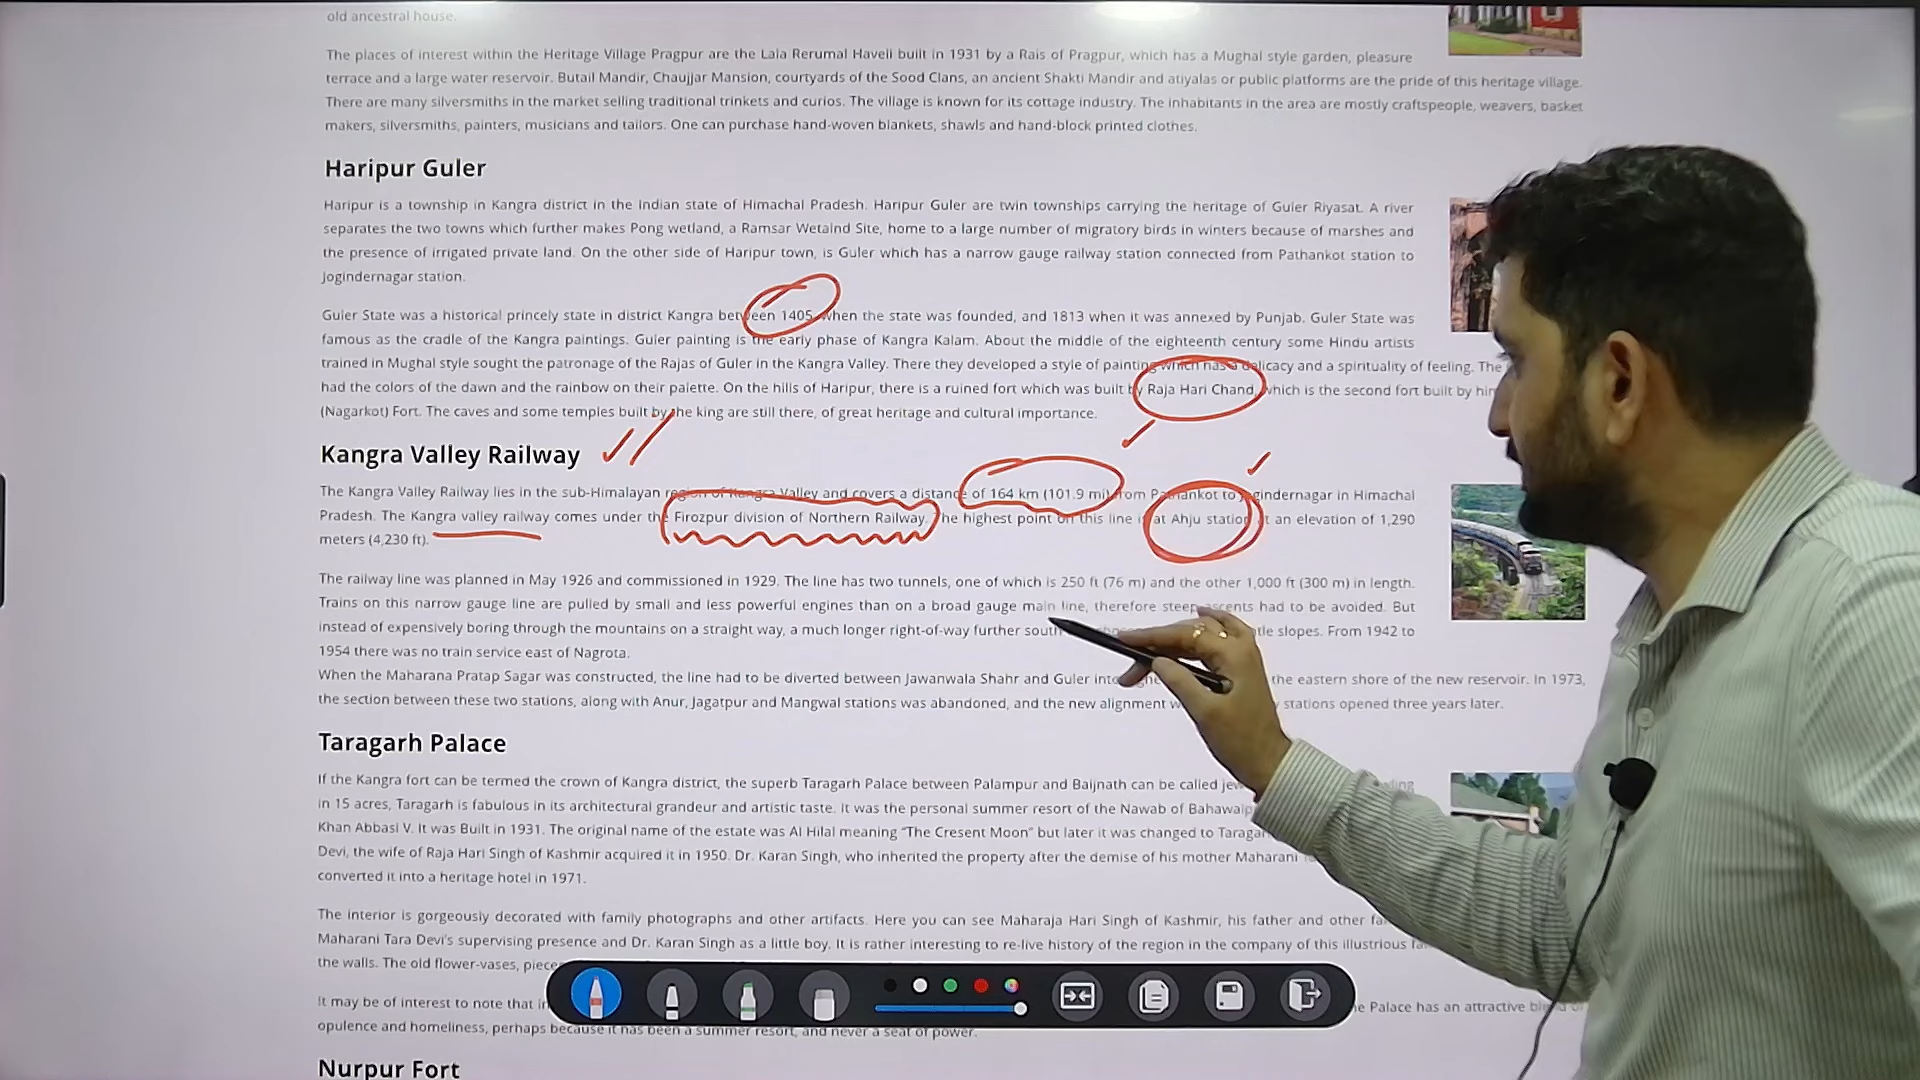 old ancestral house.
The places of interest within the Heritage Village Pragpur are the Lala Rerumal Haveli built in 1931 by a Rais of Pragpur, which has a Mughal style garden, pleasure
terrace and a large water reservoir. Butail Mandir, Chaujjar Mansion, courtyards of the Sood Clans, an ancient Shakti Mandir and atiyalas or public platforms are the pride of this heritage village.
There are many silversmiths in the market selling traditional trinkets and curios. The village is known for its cottage industry. The inhabitants in the area are mostly craftspeople, weavers, basket
makers, silversmiths, painters, musicians and tailors. One can purchase hand-woven blankets, shawls and hand-block printed clothes.
Haripur Guler
Haripur is a township in Kangra district in the Indian state of Himachal Pradesh. Haripur Guler are twin townships carrying the heritage of Guler Riyasat. A river
separates the two towns which further makes Pong wetland, a Ramsar Wetalnd Site, home to a large number of migratory birds in winters because of marshes and
the presence of irrigated private land. On the other side of Haripur town, is Guler which has a narrow gauge railway station connected from Pathankot station to
Jogindernagar station.
Guler State was a historical princely state in district Kangra between 1405, when the state was founded, and 1813 when it was annexed by Punjab. Guler State was
famous as the cradle of the Kangra paintings. Guler painting is the early phase of Kangra Kalam. About the middle of the eighteenth century some Hindu artists
trained in Mughal style sought the patronage of the Rajas of Guler in the Kangra Valley. There they developed a style of painting which has a delicacy and a spirituality of feeling. The
had the colors of the dawn and the rainbow on their palette. On the hills of Haripur, there is a ruined fort which was built by Raja Hari Chand, which is the second fort built by him
(Nagarkot) Fort. The caves and some temples built by the king are still there, of great heritage and cultural importance.
Kangra Valley Railway
The Kangra Valley Railway lies in the sub-Himalayan region of Kangra Valley and covers a distance of 164 km (101.9 mi) from Pathankot to Jogindernagar in Himachal
Pradesh. The Kangra valley railway comes under the Firozpur division of Northern Railway. The highest point on this line is at Ahju station at an elevation of 1,290
meters (4,230 ft).
The railway line was planned in May 1926 and commissioned in 1929. The line has two tunnels, one of which is 250 ft (76 m) and the other 1,000 ft (300 m) in length.
Trains on this narrow gauge line are pulled by small and less powerful engines than on a broad gauge main line, therefore steep ascents had to be avoided. But
instead of expensively boring through the mountains on a straight way, a much longer right-of-way further south slopes. From 1942 to
1954 there was no train service east of Nagrota.
When the Maharana Pratap Sagar was constructed, the line had to be diverted between Jawanwala Shahr and Guler into the eastern shore of the new reservoir. In 1973,
the section between these two stations, along with Anur, Jagatpur and Mangwal stations was abandoned, and the new alignment stations opened three years later.
Taragarh Palace
If the Kangra fort can be termed the crown of Kangra district, the superb Taragarh Palace between Palampur and Baijnath can be called
in 15 acres, Taragarh is fabulous in its architectural grandeur and artistic taste. It was the personal summer resort of the Nawab of
Khan Abbasi V. It was Built in 1931. The original name of the estate was Al Hilal meaning "The Cresent Moon" but later it was changed to
Devi, the wife of Raja Hari Singh of Kashmir acquired it in 1950. Dr. Karan Singh, who inherited the property after the demise of his mother Maharani
converted it into a heritage hotel in 1971.
The interior is gorgeously decorated with family photographs and other artifacts. Here you can see Maharaja Hari Singh of Kashmir, his father and other
Maharani Tara Devi's supervising presence and Dr. Karan Singh as a little boy. It is rather interesting to re-live history of the region in the company of this illustrious
the walls. The old flower-vases,
It may be of interest to note that Palace has an attractive
opulence and homeliness, perhaps because it has been a summer resort, and never a seat of power.
Nurpur Fort